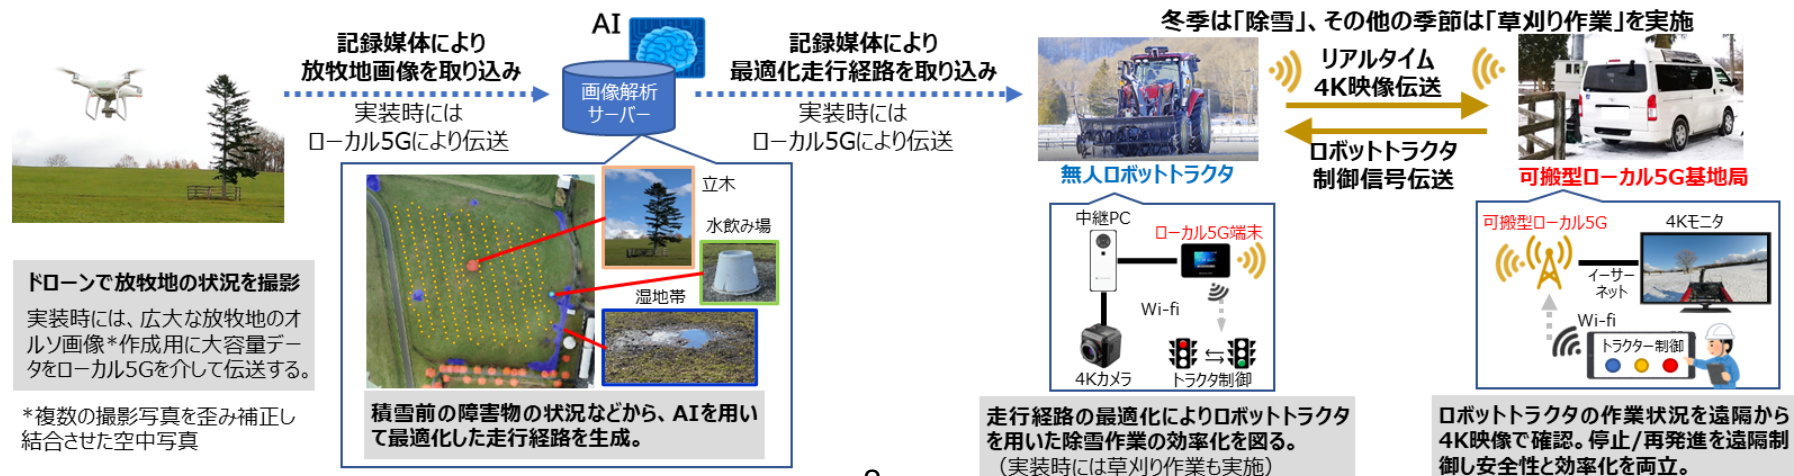 冬季は「除雪」、その他の季節は「草刈り作業」を実施
AI
記録媒体により
放牧地画像を取り込み
実装時には
ローカル5Gにより伝送
画像解析
サーバー
記録媒体により
最適化走行経路を取り込み
実装時には
ローカル5Gにより伝送
リアルタイム
4K映像伝送
ロボットトラクタ
制御信号伝送
無人ロボットトラクタ
可搬型ローカル5G基地局
ドローンで放牧地の状況を撮影
実装時には、広大な放牧地のオ
ルソ画像*作成用に大容量デー
タをローカル5Gを介して伝送する。
*複数の撮影写真を歪み補正し
結合させた空中写真
立木
水飲み場
湿地帯
積雪前の障害物の状況などから、AIを用い
て最適化した走行経路を生成。
中継PC
ローカル5G端末
Wi-fi
4Kカメラ
トラクタ制御
走行経路の最適化によりロボットトラクタ
を用いた除雪作業の効率化を図る。
（実装時には草刈り作業も実施）
可搬型ローカル5G
4Kモニタ
イーサー
ネット
Wi-fi
トラクター制御
ロボットトラクタの作業状況を遠隔から
4K映像で確認。停止/再発進を遠隔制
御し安全性と効率化を両立。